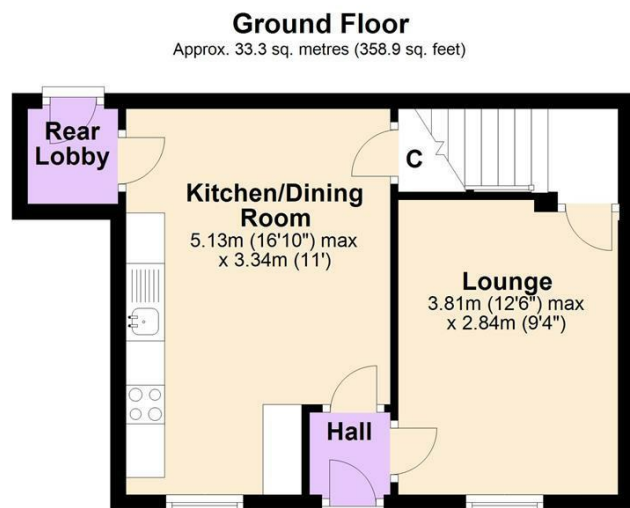 Ground Floor
Approx. 33.3 sq. metres (358.9 sq. feet)
Rear
Lobby
C
Kitchen/Dining
Room
5.13m (16'10") max
x 3.34m (11')
Lounge
3.81m (12'6") max
x 2.84m (9'4")
Hall